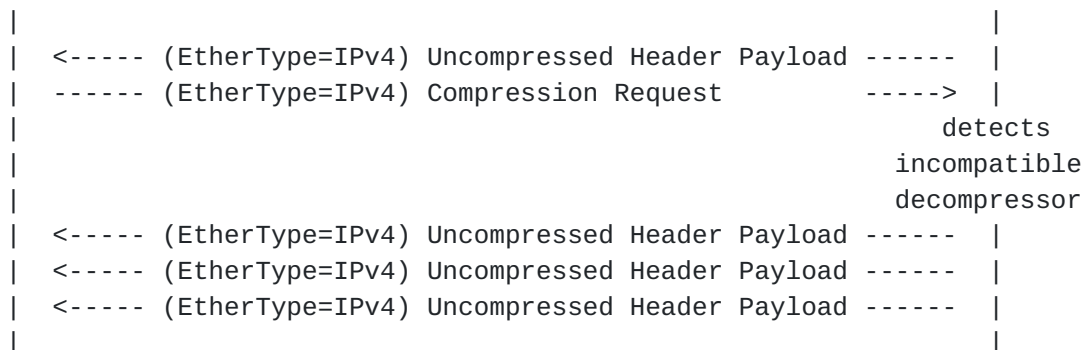 |                                                              |
|  <----- (EtherType=IPv4) Uncompressed Header Payload ------  |
|  ------ (EtherType=IPv4) Compression Request         ----->  |
|                                                           detects
|                                                        incompatible
|                                                        decompressor
|  <----- (EtherType=IPv4) Uncompressed Header Payload ------  |
|  <----- (EtherType=IPv4) Uncompressed Header Payload ------  |
|  <----- (EtherType=IPv4) Uncompressed Header Payload ------  |
|                                                              |